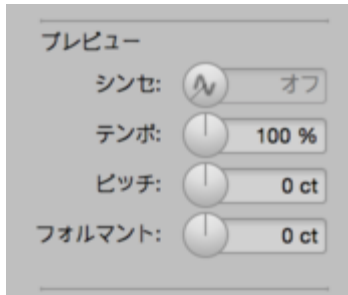 プレビュー
シンセ: オフ
テンポ: 100 %
ピッチ: 0 ct
フォルマント: 0 ct